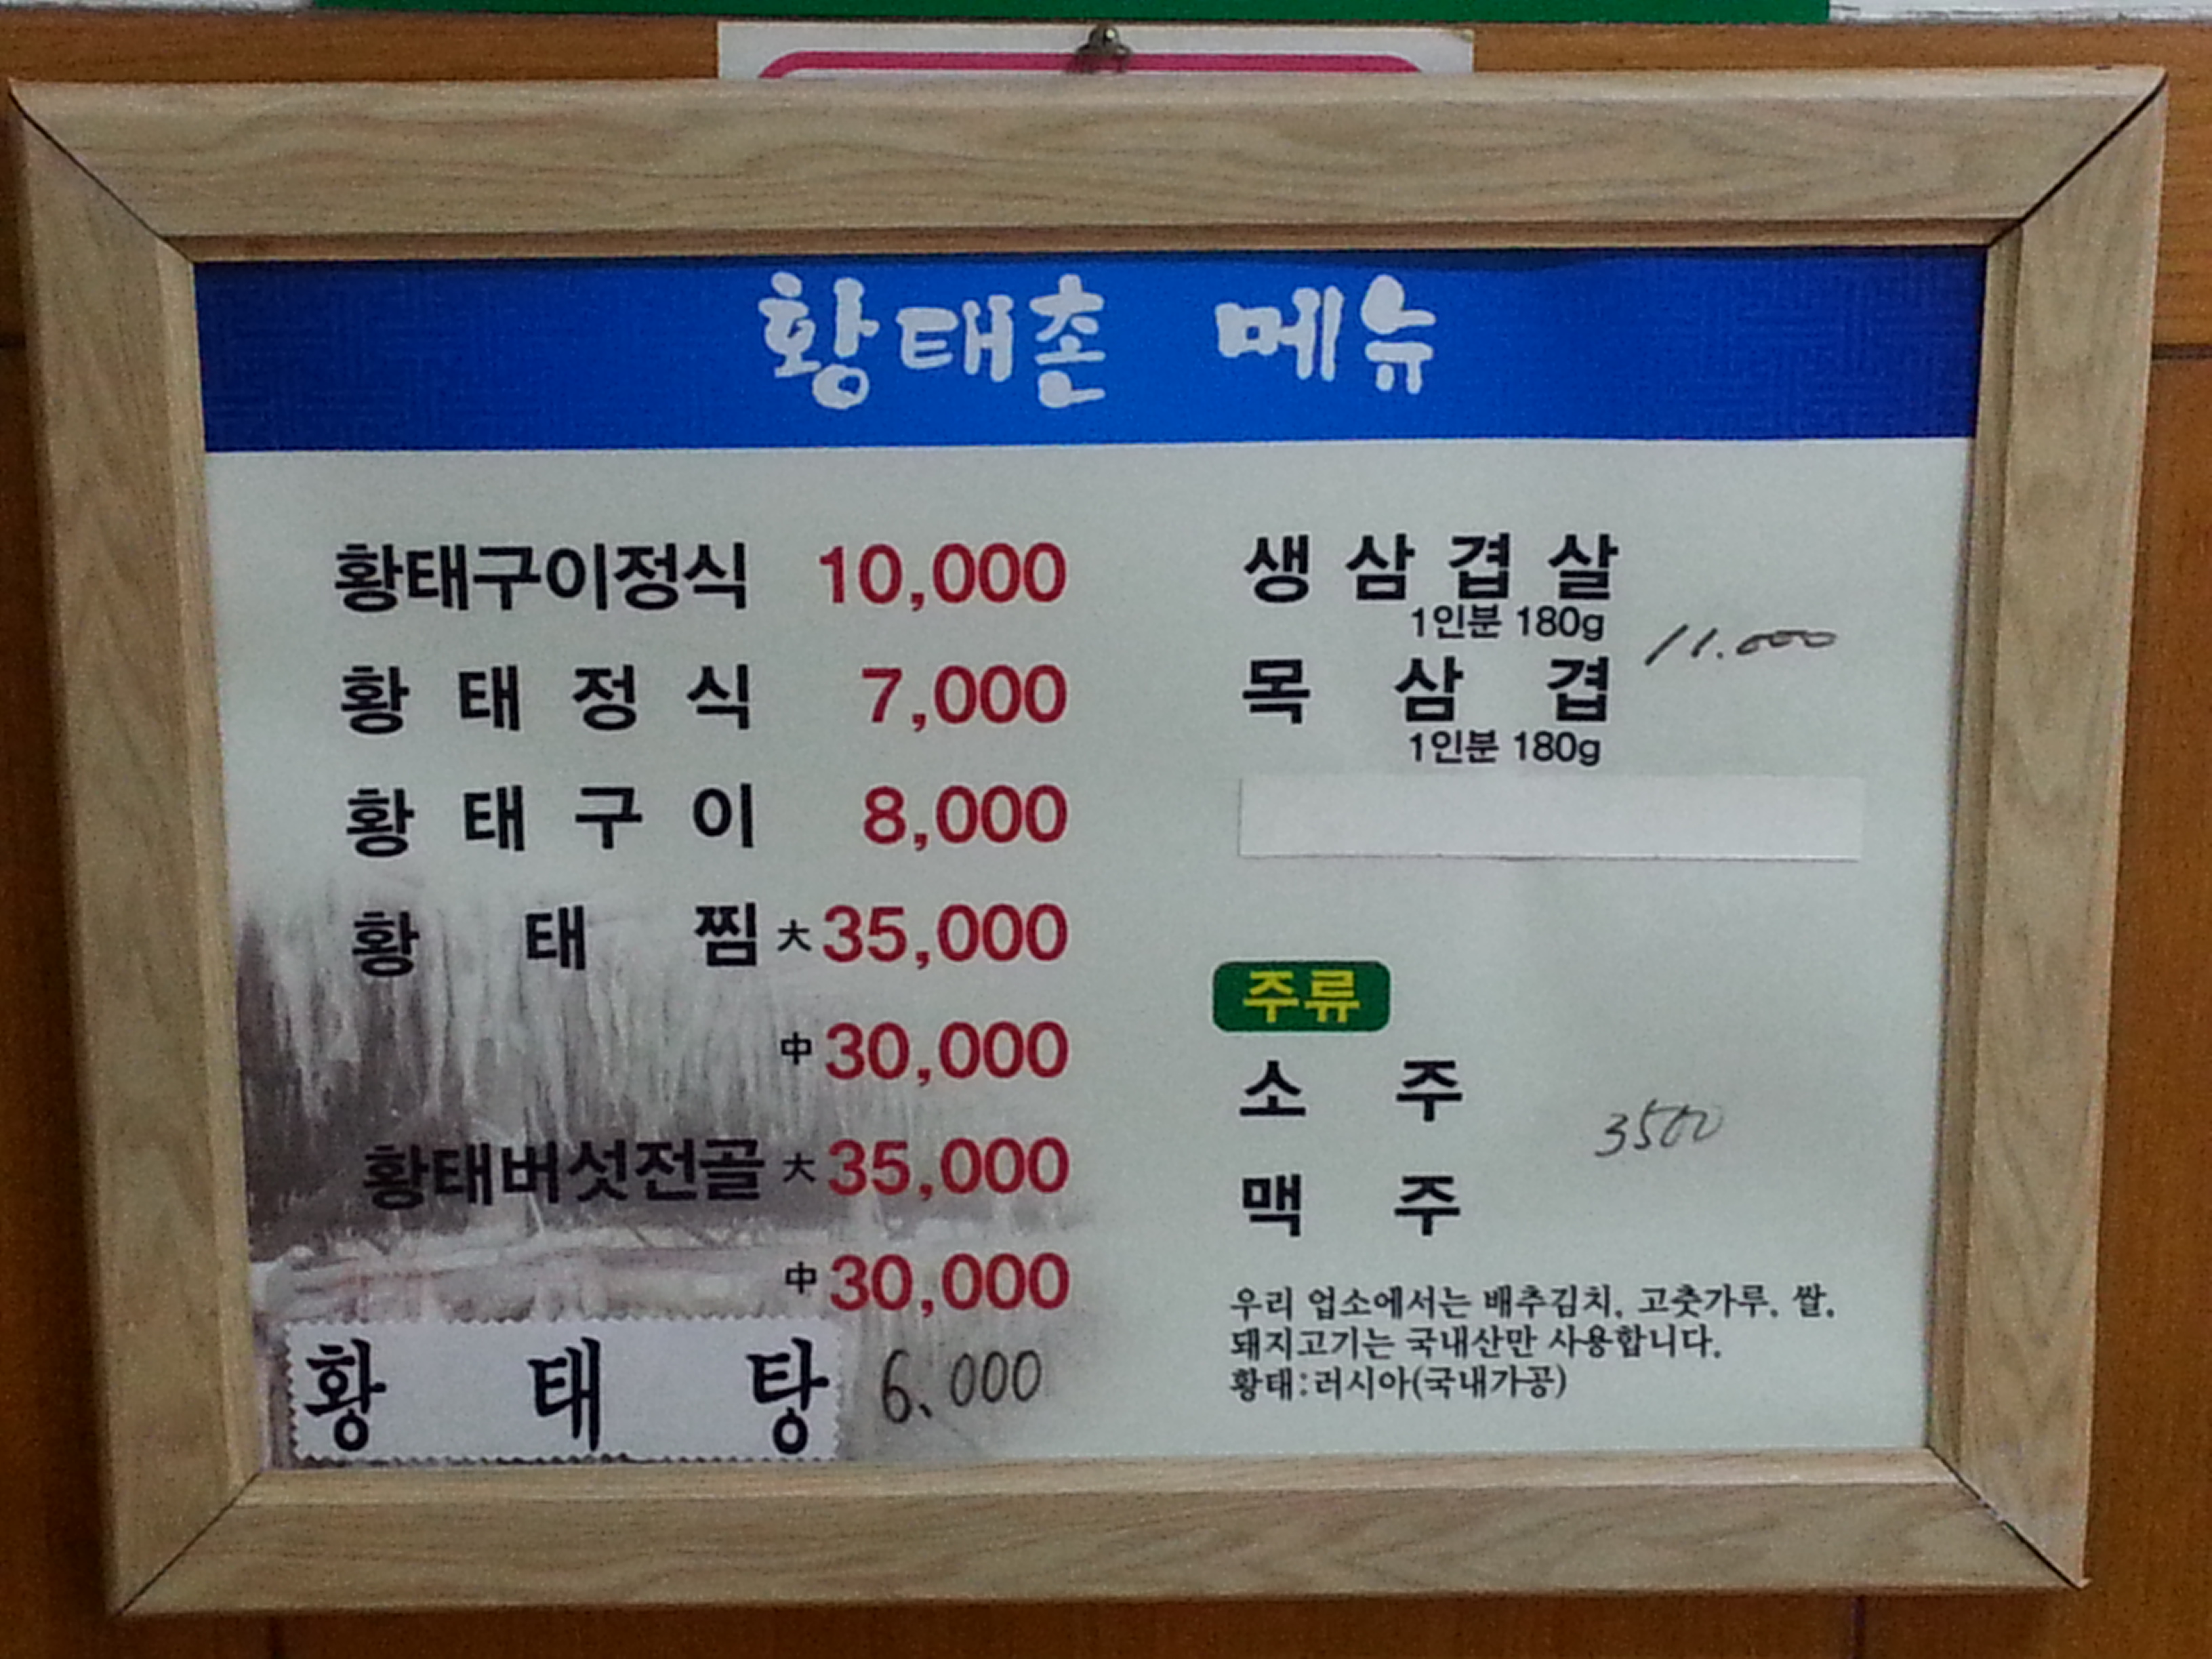 황태촌 메뉴
황태구이정식 10,000
황태정식 7,000
황태구이 8,000
황태찜 大 35,000
中 30,000
황태버섯전골 大 35,000
中 30,000
황태탕 6,000
생삼겹살
1인분 180g
11.000
목삼겹
1인분 180g
주류
소주
3500
맥주
우리 업소에서는 배추김치, 고춧가루, 쌀,
돼지고기는 국내산만 사용합니다.
황태:러시아(국내가공)